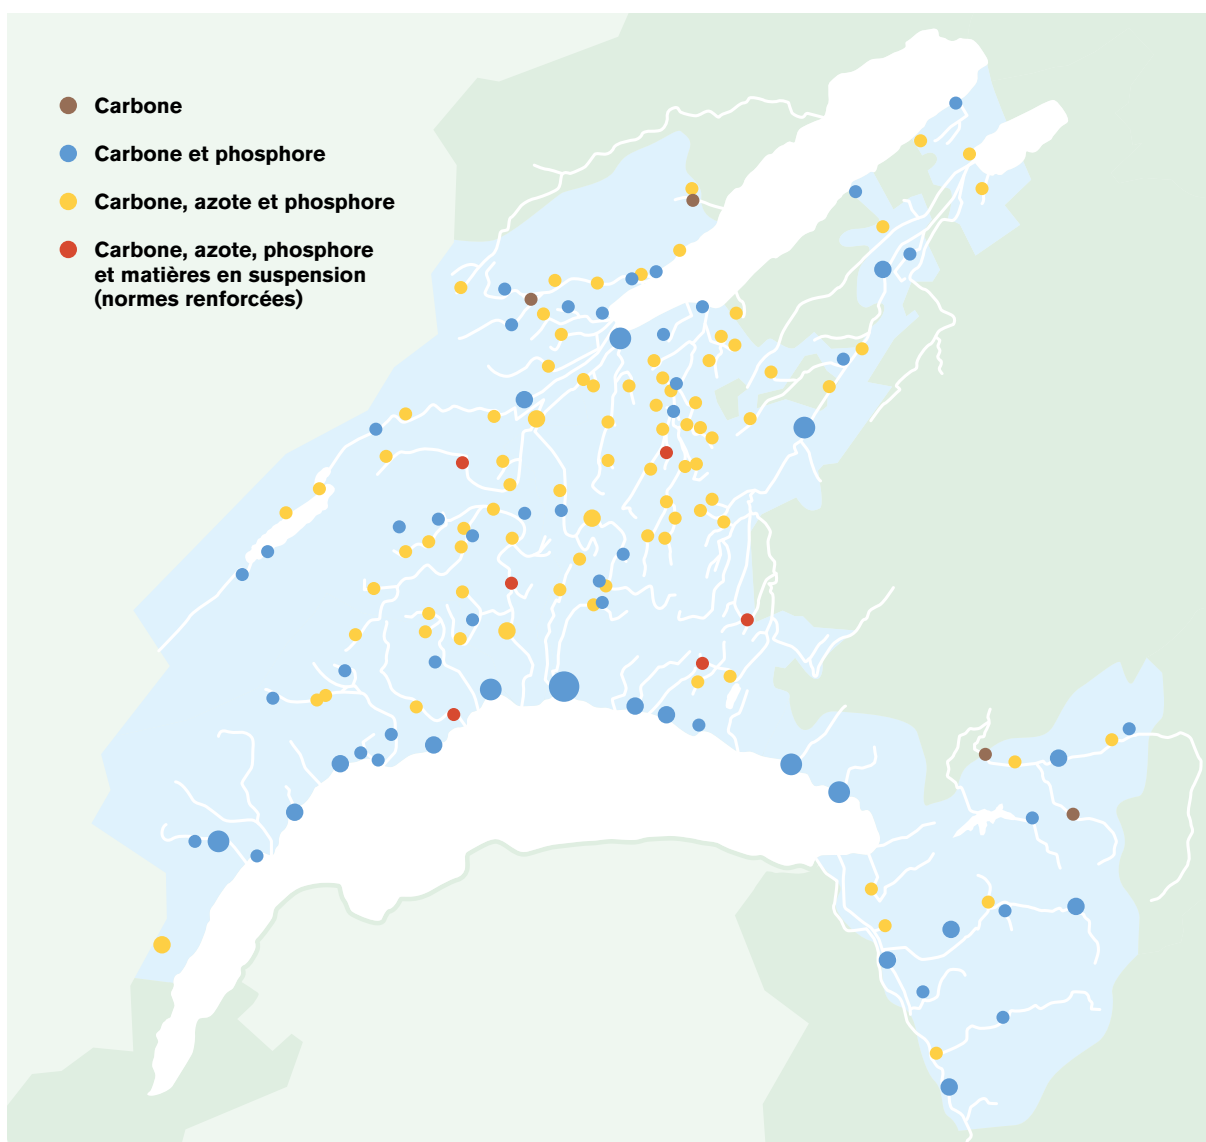 Carbone
Carbone et phosphore
Carbone, azote et phosphore
Carbone, azote, phosphore
et matières en suspension
(normes renforcées)